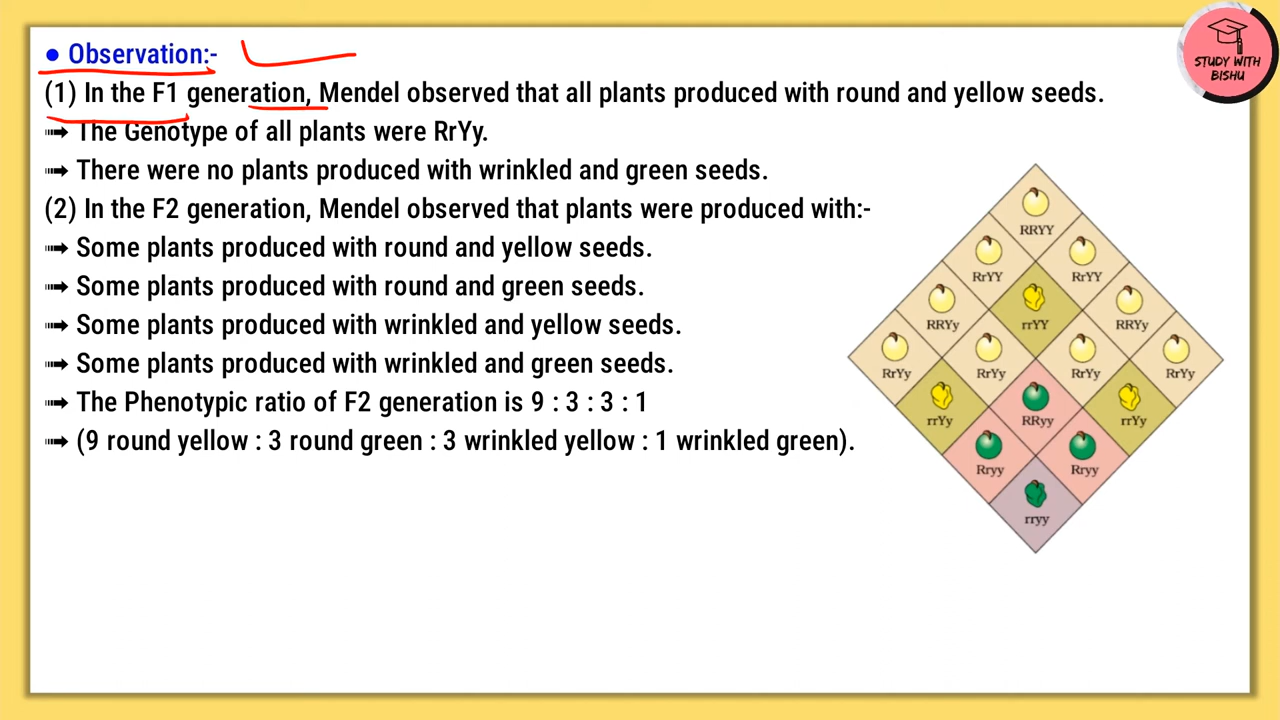 ● Observation:-
(1) In the F1 generation, Mendel observed that all plants produced with round and yellow seeds.
➟ The Genotype of all plants were RrYy.
➟ There were no plants produced with wrinkled and green seeds.
(2) In the F2 generation, Mendel observed that plants were produced with:-
➟ Some plants produced with round and yellow seeds.
➟ Some plants produced with round and green seeds.
➟ Some plants produced with wrinkled and yellow seeds.
➟ Some plants produced with wrinkled and green seeds.
➟ The Phenotypic ratio of F2 generation is 9 : 3 : 3 : 1
➟ (9 round yellow : 3 round green : 3 wrinkled yellow : 1 wrinkled green).
STUDY WITH
BISHU
RRYY
RrYY RrYY
RRYy rrYY RRYy
RrYy RrYy RrYy RrYy
rrYy RRyy rrYy
Rryy Rryy
rryy